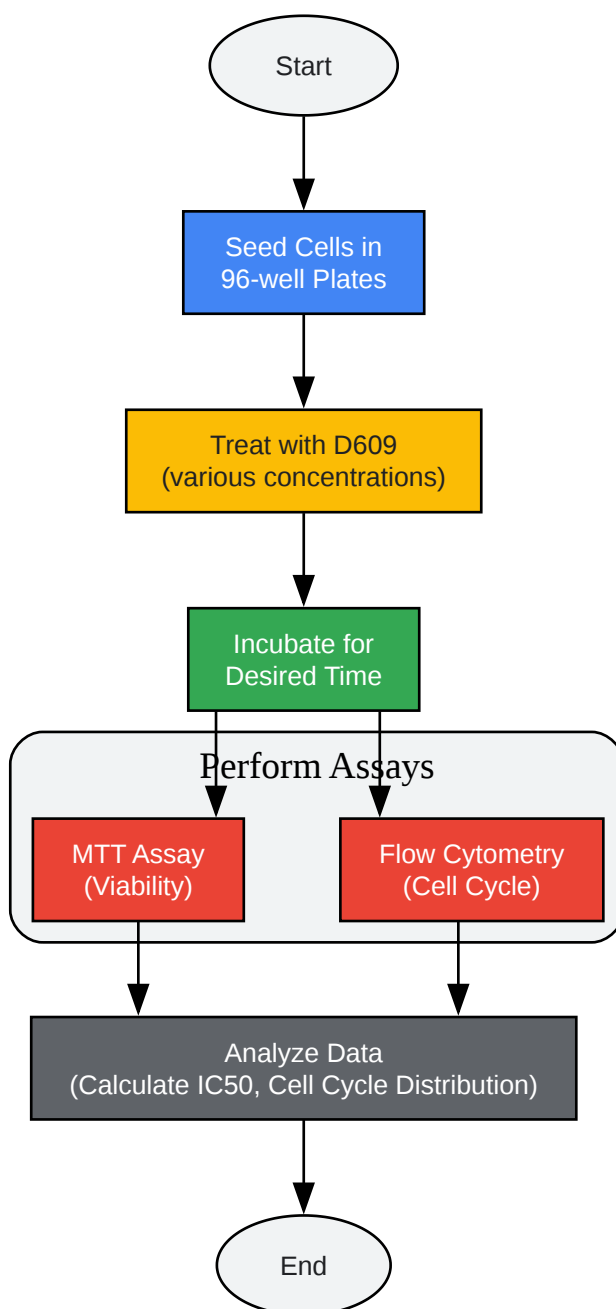 Start
Seed Cells in
96-well Plates
Treat with D609
(various concentrations)
Incubate for
Desired Time
Perform Assays
MTT Assay
(Viability)
Flow Cytometry
(Cell Cycle)
Analyze Data
(Calculate IC50, Cell Cycle Distribution)
End